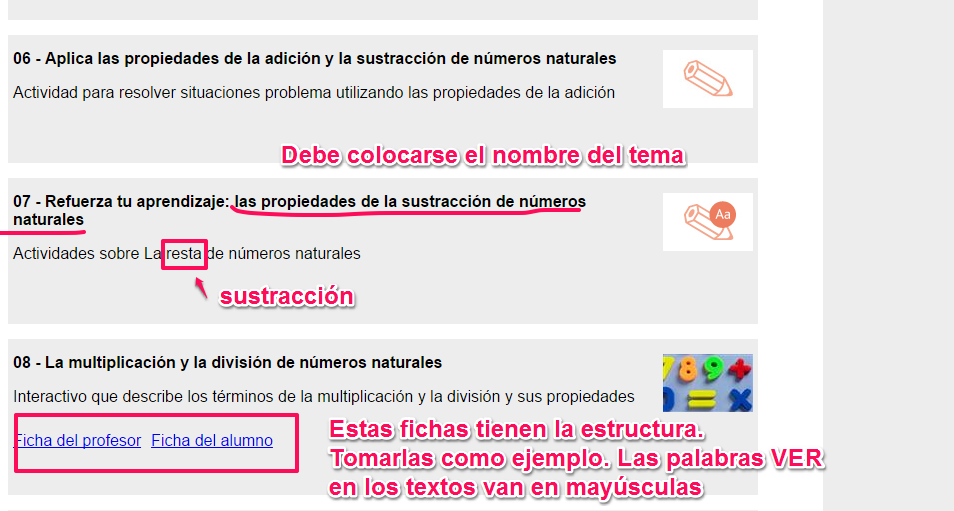 06 - Aplica las propiedades de la adición y la sustracción de números naturales
Actividad para resolver situaciones problema utilizando las propiedades de la adición
Debe colocarse el nombre del tema
07 - Refuerza tu aprendizaje: las propiedades de la sustracción de números
naturales
Aa
Actividades sobre La resta de números naturales
sustracción
08 - La multiplicación y la división de números naturales
7 8 9 +
0 = x
Interactivo que describe los términos de la multiplicación y la división y sus propiedades
Ficha del profesor Ficha del alumno
Estas fichas tienen la estructura.
Tomarlas como ejemplo. Las palabras VER
en los textos van en mayúsculas